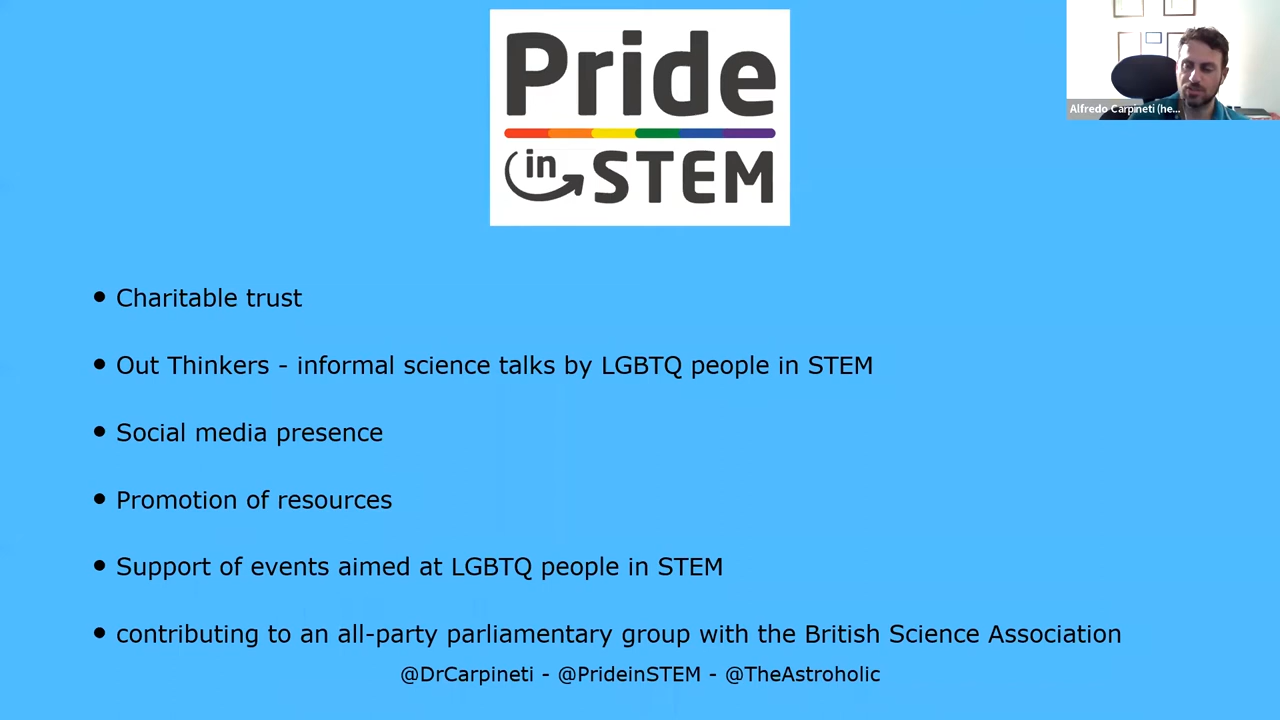 Pride
in STEM
Alfredo Carpineti (he...
• Charitable trust
• Out Thinkers - informal science talks by LGBTQ people in STEM
• Social media presence
• Promotion of resources
• Support of events aimed at LGBTQ people in STEM
• contributing to an all-party parliamentary group with the British Science Association
@DrCarpineti - @PrideinSTEM - @TheAstroholic